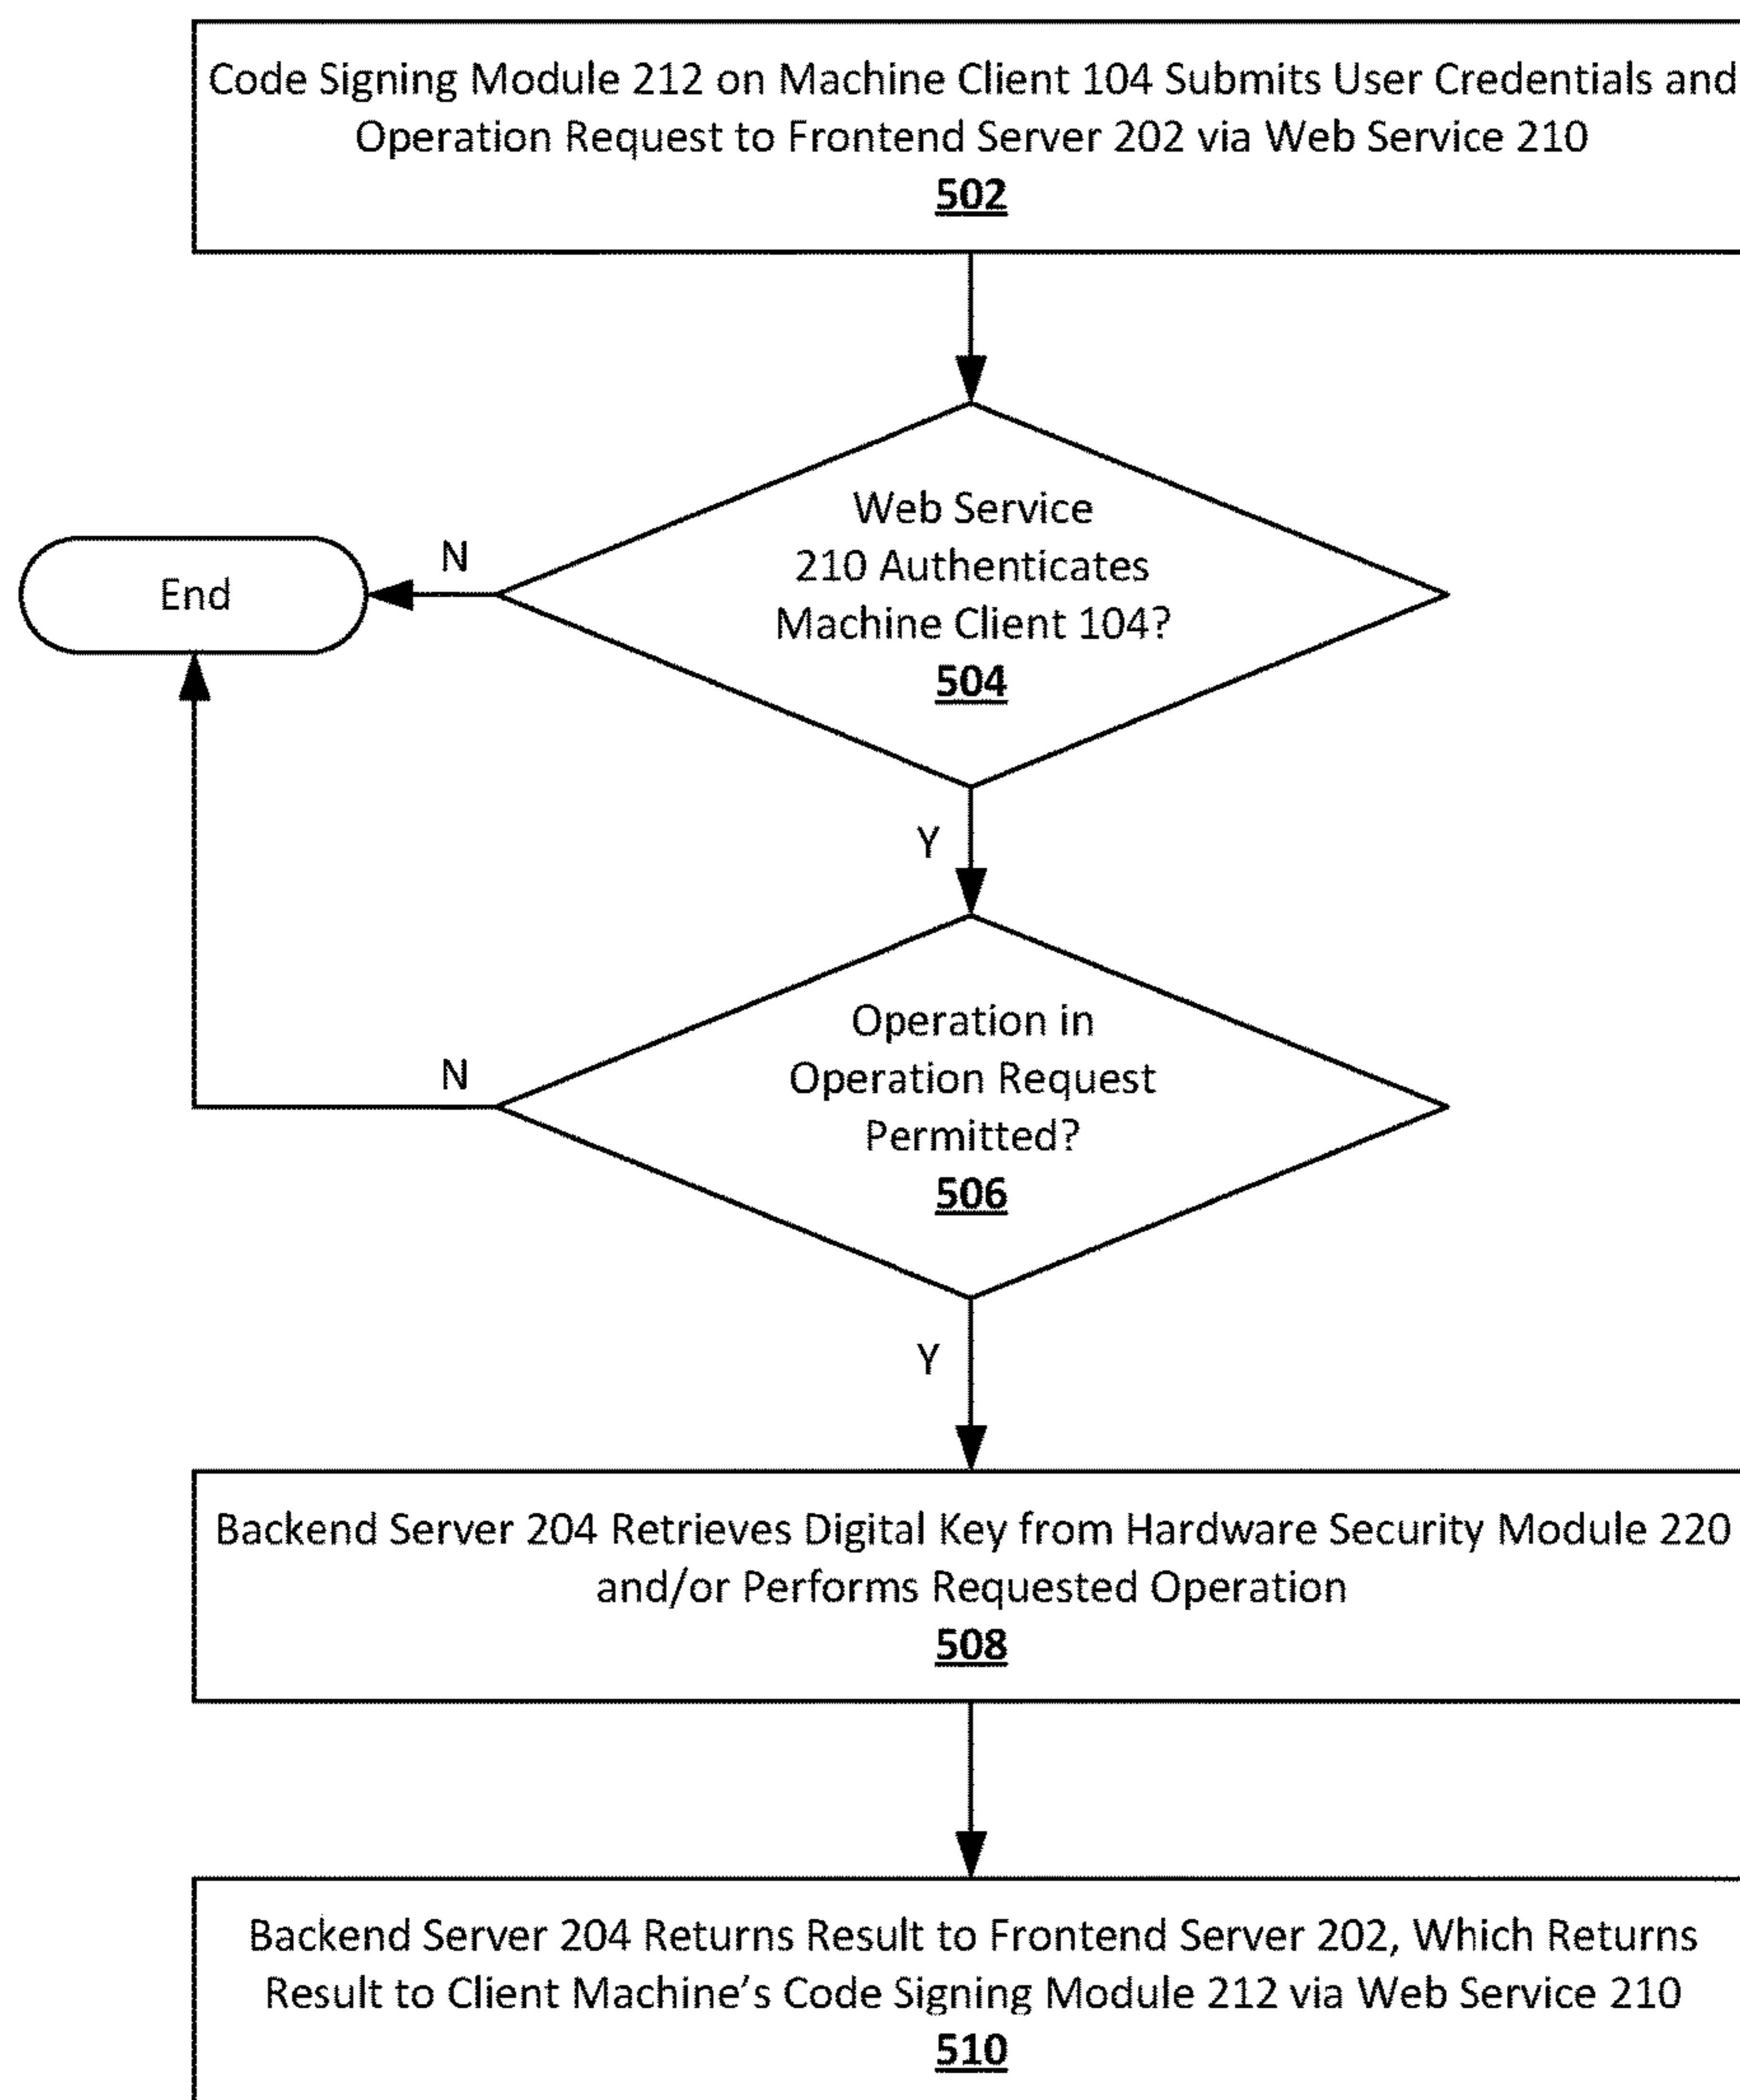 Code Signing Module 212 on Machine Client 104 Submits User Credentials and
Operation Request to Frontend Server 202 via Web Service 210
502
Web Service
210 Authenticates
Machine Client 104?
504
N
End
Y
Operation in
Operation Request
Permitted?
506
N
Y
Backend Server 204 Retrieves Digital Key from Hardware Security Module 220
and/or Performs Requested Operation
508
Backend Server 204 Returns Result to Frontend Server 202, Which Returns
Result to Client Machine's Code Signing Module 212 via Web Service 210
510